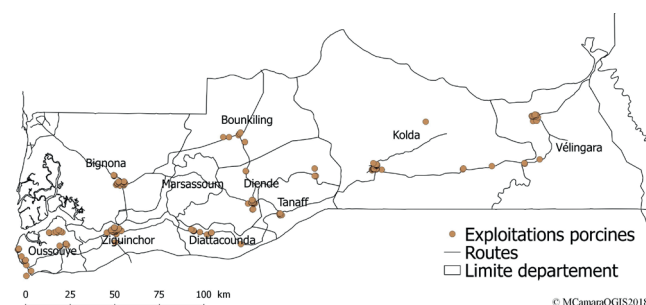 Bounkiling
Kolda
Vélingara
Bignona
Marsassoum
Diendé
Tanaff
Oussouye
Ziguinchor
Diattacounda
Exploitations porcines
Routes
Limite departement
0 25 50 75 100 km